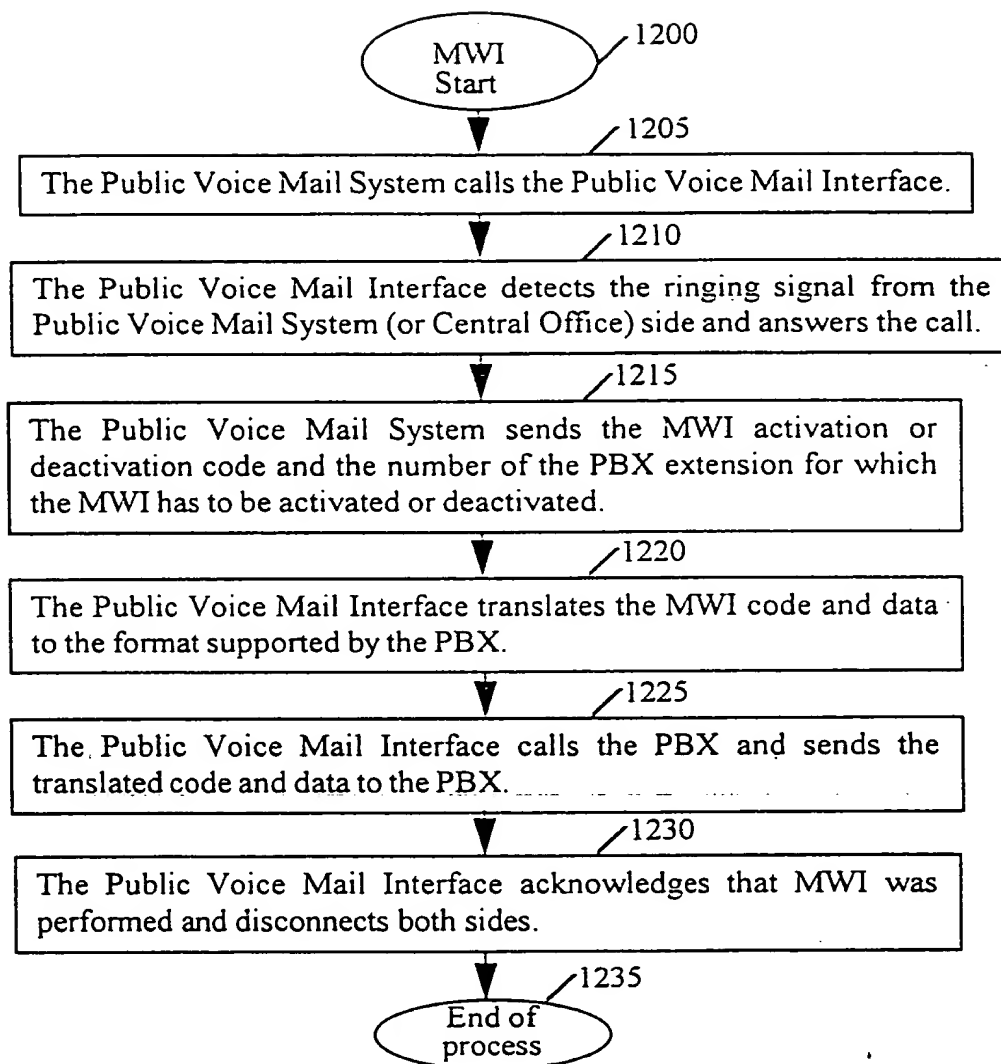 1200
MWI
Start
1205
The Public Voice Mail System calls the Public Voice Mail Interface.
1210
The Public Voice Mail Interface detects the ringing signal from the
Public Voice Mail System (or Central Office) side and answers the call.
1215
The Public Voice Mail System sends the MWI activation or
deactivation code and the number of the PBX extension for which
the MWI has to be activated or deactivated.
1220
The Public Voice Mail Interface translates the MWI code and data
to the format supported by the PBX.
1225
The Public Voice Mail Interface calls the PBX and sends the
translated code and data to the PBX.
1230
The Public Voice Mail Interface acknowledges that MWI was
performed and disconnects both sides.
1235
End of
process